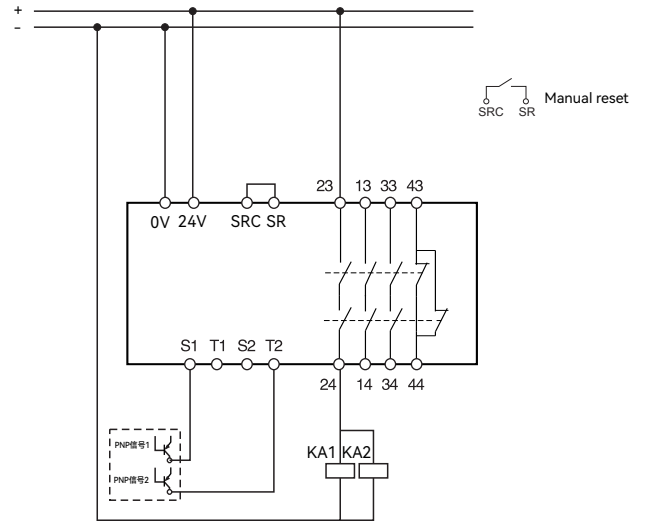 +
-
Manual reset
SRC SR
23 13 33 43
0V 24V SRC SR
S1 T1 S2 T2
24 14 34 44
PNP信号1
KA1 KA2
PNP信号2